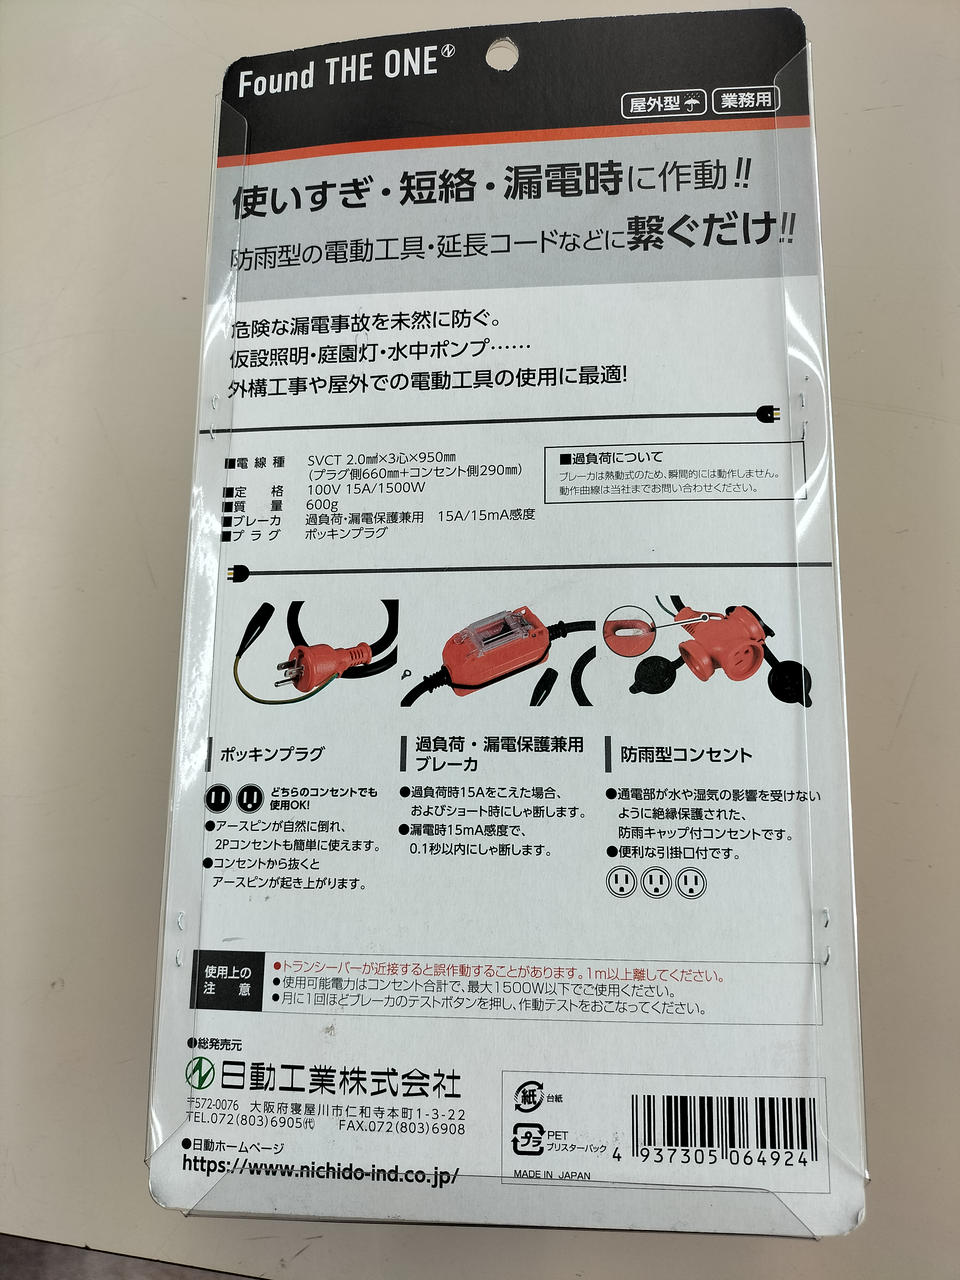 Found THE ONE
屋外型 業務用
使いすぎ・短絡・漏電時に作動!!
防雨型の電動工具・延長コードなどに繋ぐだけ!!
危険な漏電事故を未然に防ぐ。
仮設照明・庭園灯・水中ポンプ……
外構工事や屋外での電動工具の使用に最適!
■電線種 SVCT 2.0㎟×3心×950㎜
(プラグ側660㎜+コンセント側290㎜)
■定格 100V 15A/1500W
■質量 600g
■ブレーカ 過負荷・漏電保護兼用 15A/15mA感度
■プラグ ポッキンプラグ
■過負荷について
ブレーカは熱動式のため、瞬間的には動作しません。
動作曲線は当社までお問い合わせください。
ポッキンプラグ
どちらのコンセントでも
使用OK!
●アースピンが自然に倒れ、
2Pコンセントも簡単に使えます。
●コンセントから抜くと
アースピンが起き上がります。
過負荷・漏電保護兼用
ブレーカ
●過負荷時15Aをこえた場合、
およびショート時にしゃ断します。
●漏電時15mA感度で、
0.1秒以内にしゃ断します。
防雨型コンセント
●通電部が水や湿気の影響を受けない
ように絶縁保護された、
防雨キャップ付コンセントです。
●便利な引掛口付です。
使用上の
注意
●トランシーバーが近接すると誤作動することがあります。1m以上離してください。
●使用可能電力はコンセント合計で、最大1500W以下でご使用ください。
●月に1回ほどブレーカのテストボタンを押し、作動テストをおこなってください。
●総発売元
日動工業株式会社
〒572-0076 大阪府寝屋川市仁和寺本町1-3-22
TEL.072(803)6905㈹ FAX.072(803)6908
●日動ホームページ
https://www.nichido-ind.co.jp/
紙 台紙
プラ PET
ブリスターパック
MADE IN JAPAN
4 937305 064924